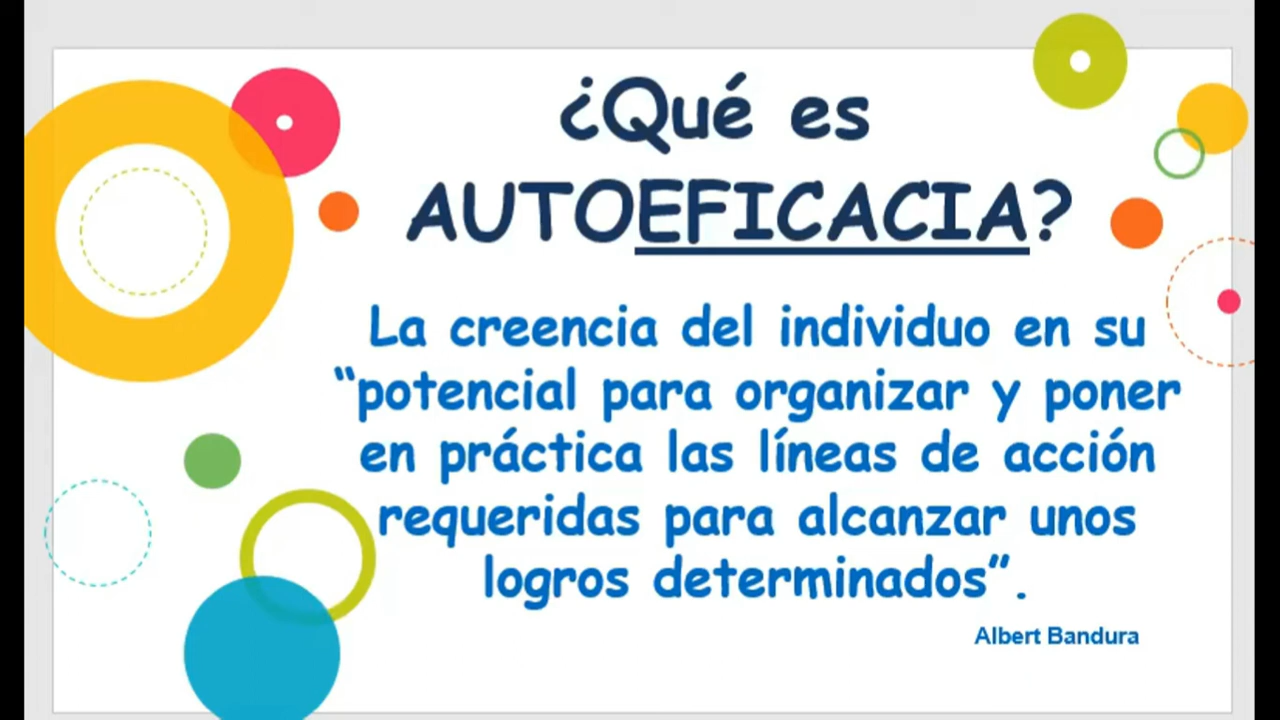 ¿Qué es
AUTOEFICACIA?
La creencia del individuo en su
“potencial para organizar y poner
en práctica las líneas de acción
requeridas para alcanzar unos
logros determinados”.
Albert Bandura